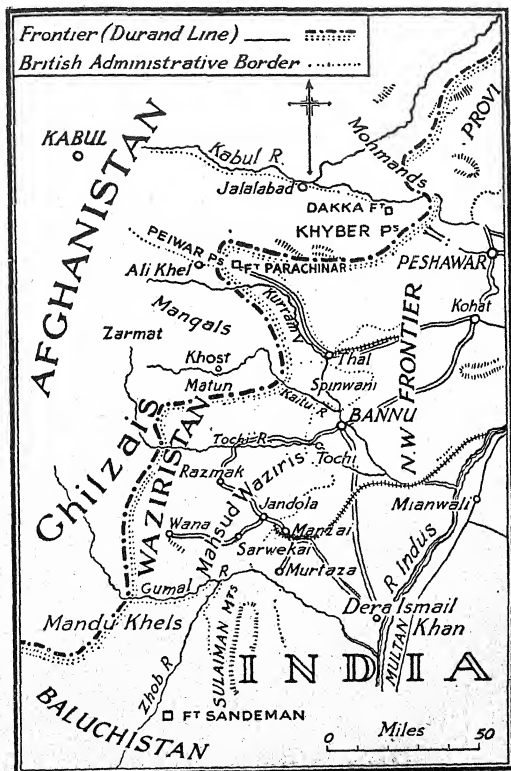 Frontier (Durand Line)
British Administrative Border
KABUL
Kabul R.
Jalalabad
Mohmands
PROVI
DAKKA FT
KHYBER PS
PESHAWAR
AFGHANISTAN
PEIWAR PS
FT PARACHINAR
Ali Khel
Kurram V
Kohat
Mangals
Zarmat
Thal
Khost
Matun
Spinwani
Kaitu R
BANNU
N.W FRONTIER
Ghilzais
WAZIRISTAN
Tochi R
Tochi
Razmak
Mahsud Waziris
Mianwali
Jandola
Wana
Manzai
Sarwekai
Murtaza
R Indus
Gumal R
Dera Ismail Khan
MULTAN
Mandu Khels
SULAIMAN MTS
INDIA
Zhob R
FT SANDEMAN
BALUCHISTAN
Miles
0 50